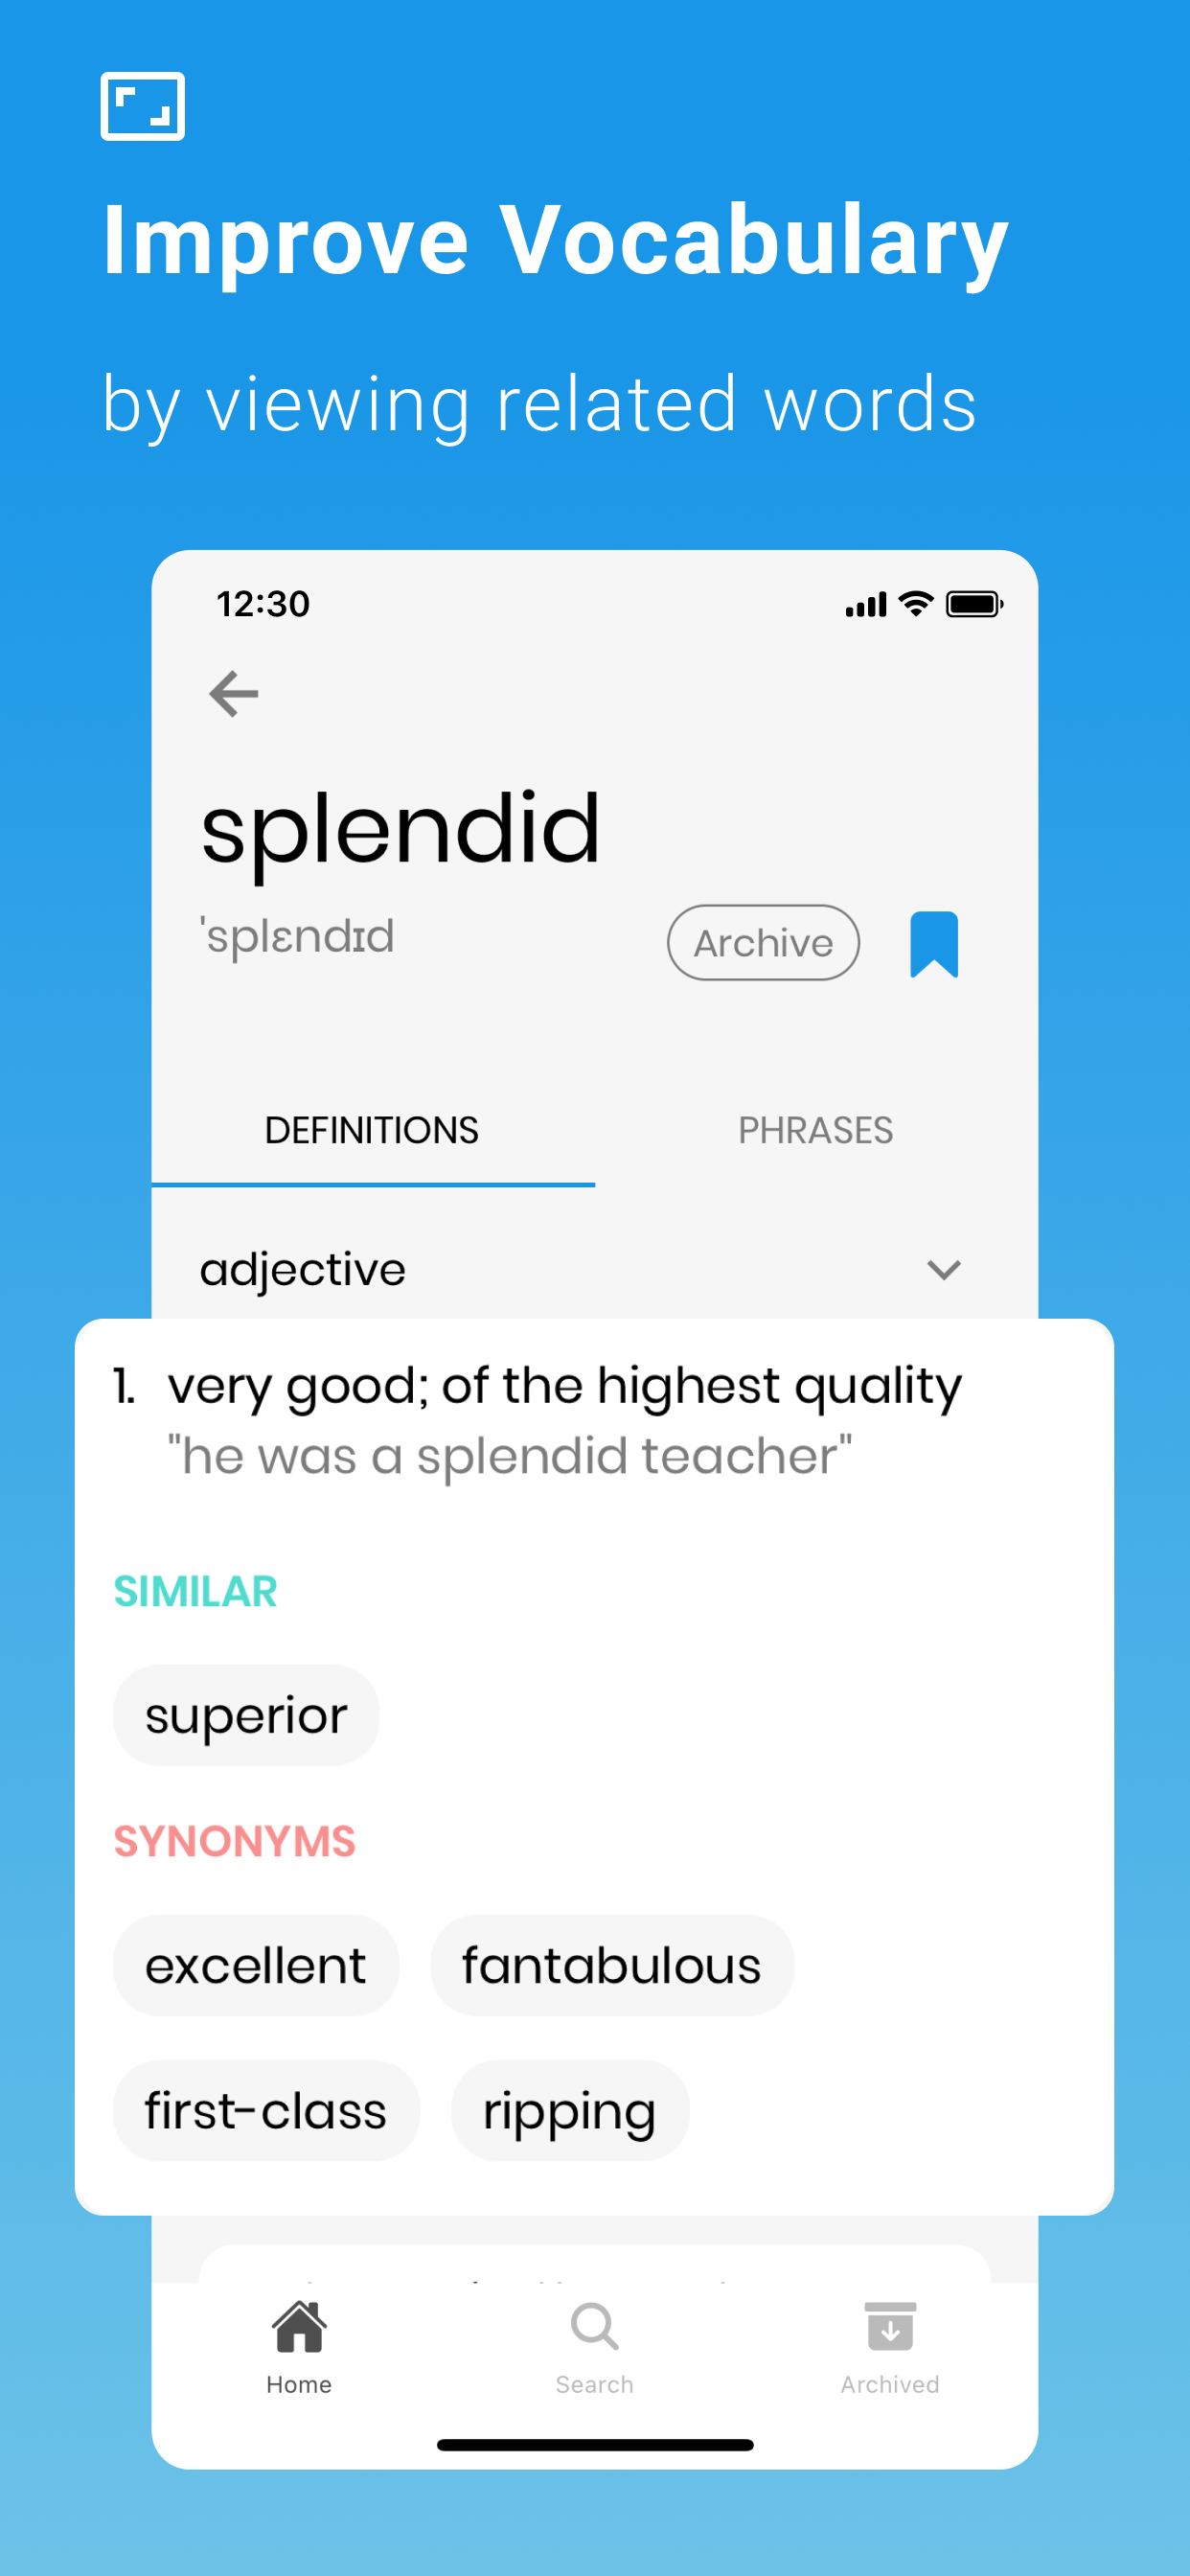 Improve Vocabulary
by viewing related words
12:30
splendid
ˈsplɛndɪd
Archive
DEFINITIONS
PHRASES
adjective
1. very good; of the highest quality
"he was a splendid teacher"
SIMILAR
superior
SYNONYMS
excellent fantabulous
first-class ripping
Home Search Archived